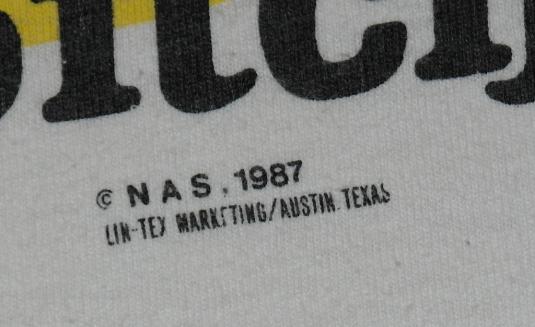 © N A S , 1987
LIN-TEX MARKETING/AUSTIN TEXAS